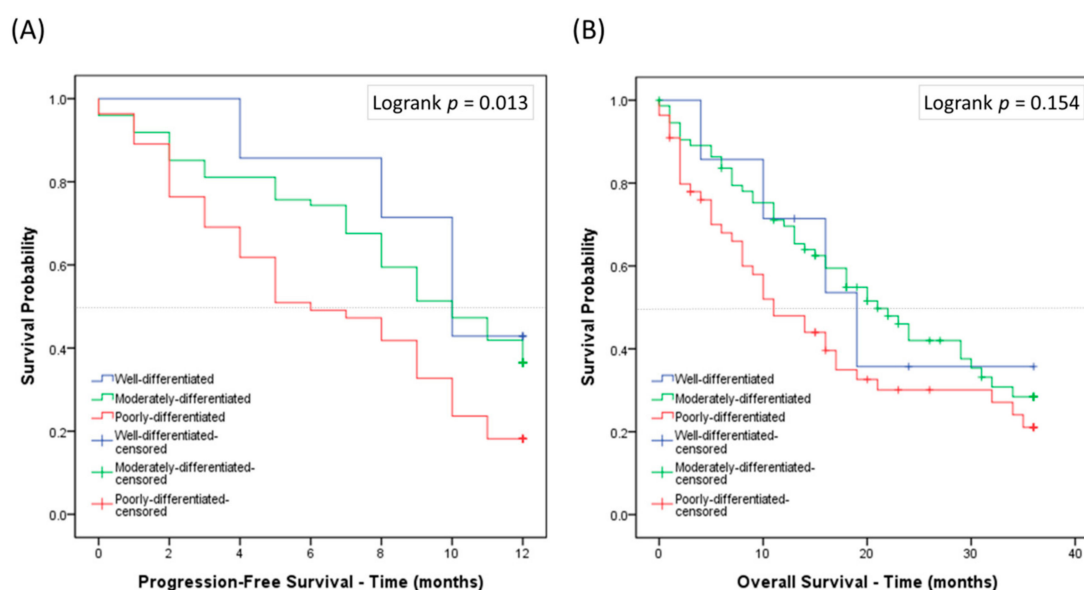 (A)
Logrank p = 0.013
Survival Probability
1.0
0.8
0.6
0.4
0.2
0.0
Well-differentiated
Moderately-differentiated
Poorly-differentiated
Well-differentiated-
censored
Moderately-differentiated-
censored
Poorly-differentiated-
censored
0 2 4 6 8 10 12
Progression-Free Survival - Time (months)
(B)
Logrank p = 0.154
Survival Probability
1.0
0.8
0.6
0.4
0.2
0.0
Well-differentiated
Moderately-differentiated
Poorly-differentiated
Well-differentiated-
censored
Moderately-differentiated-
censored
Poorly-differentiated-
censored
0 10 20 30 40
Overall Survival - Time (months)